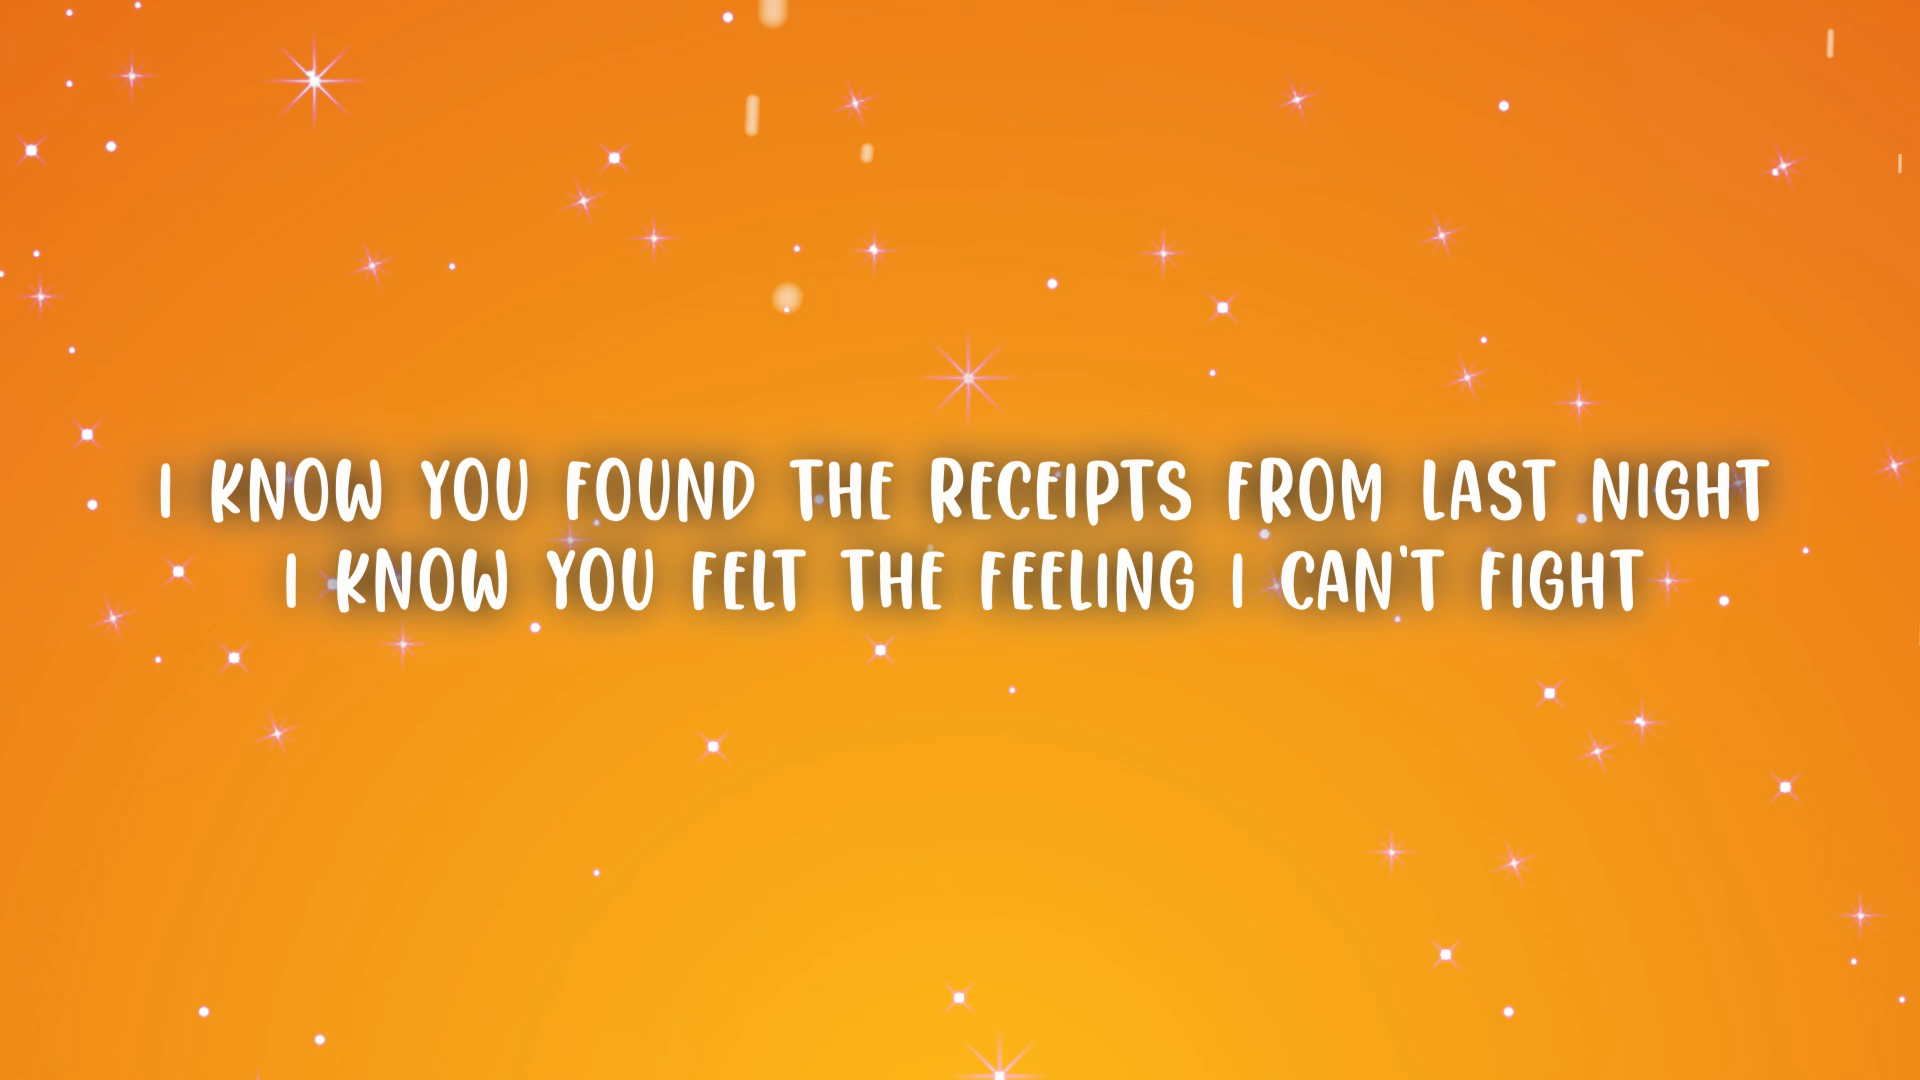 I KNOW YOU FOUND THE RECEIPTS FROM LAST NIGHT
I KNOW YOU FELT THE FEELING I CAN'T FIGHT